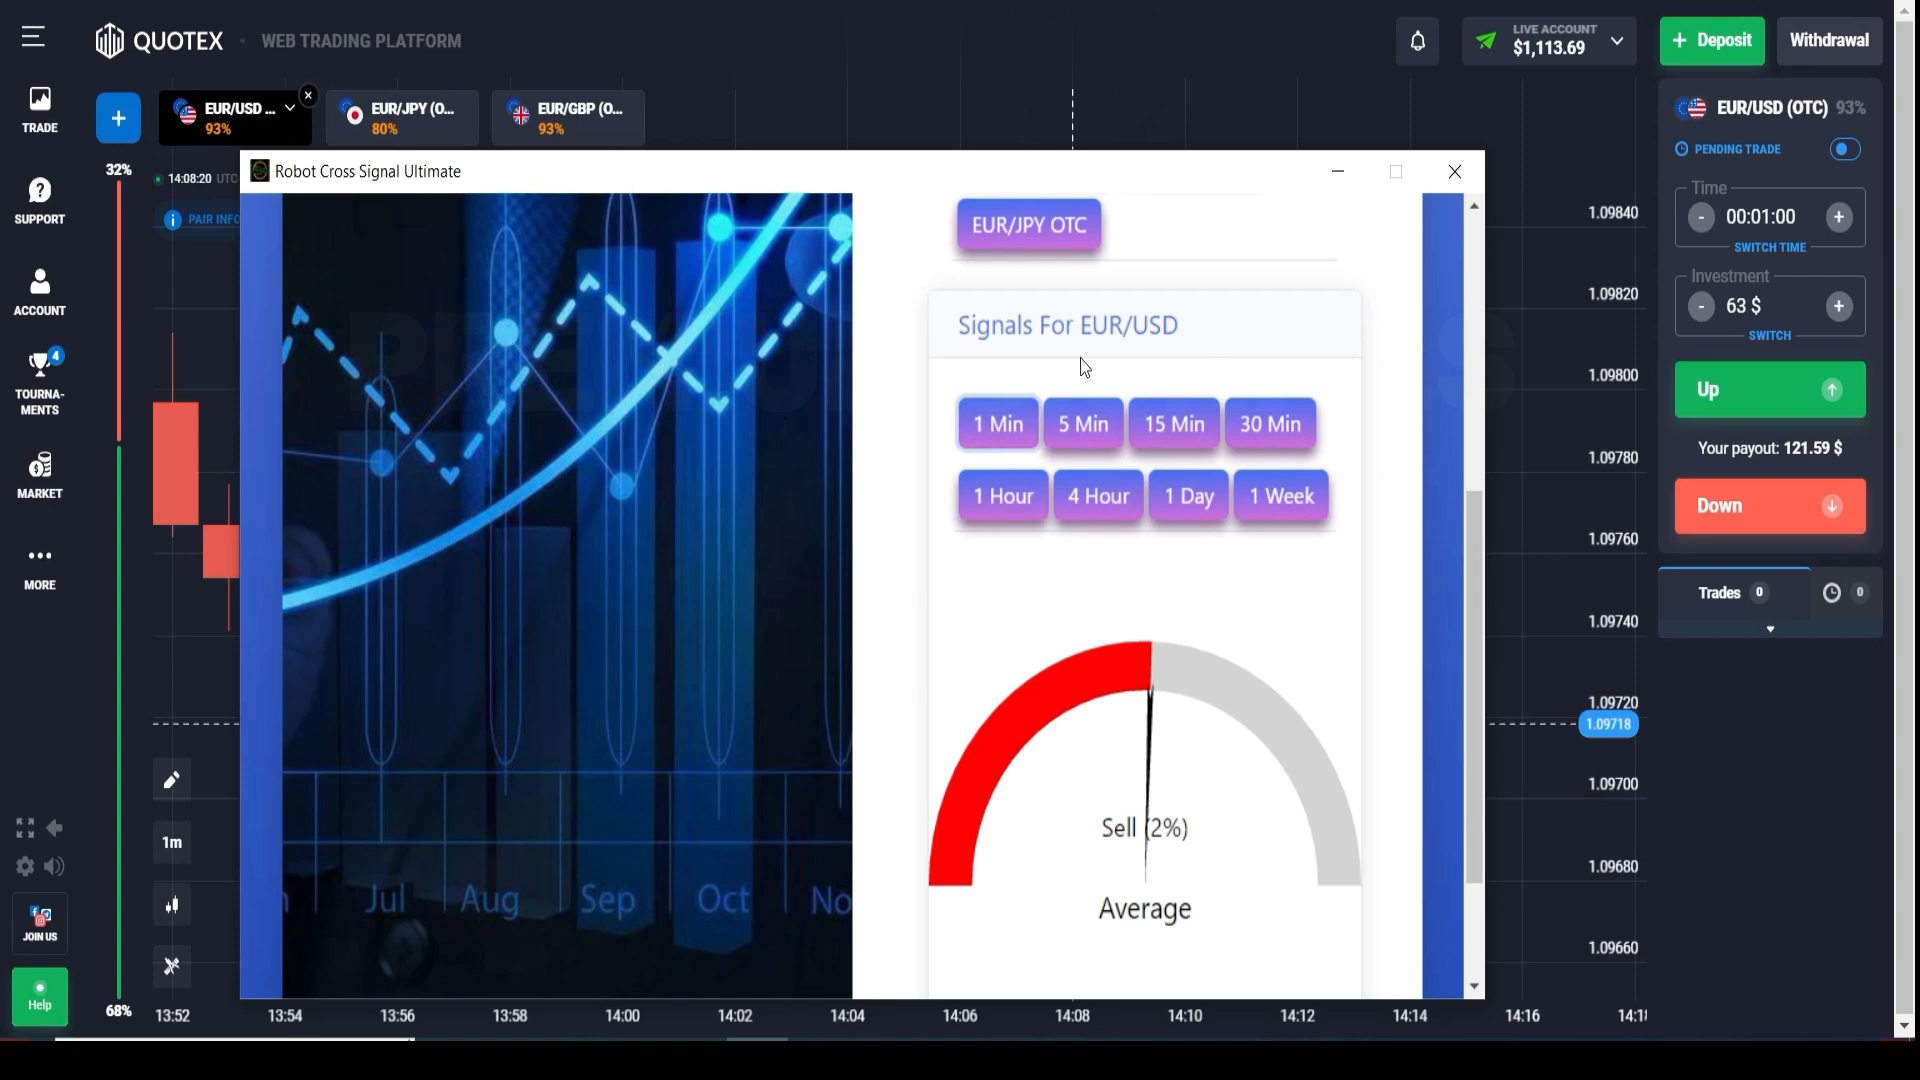 QUOTEX
WEB TRADING PLATFORM
LIVE ACCOUNT
$1,113.69
+ Deposit
Withdrawal
TRADE
SUPPORT
ACCOUNT
4
TOURNA-
MENTS
MARKET
MORE
JOIN US
Help
+
EUR/USD ...
93%
EUR/JPY (O...
80%
EUR/GBP (O...
93%
32%
68%
14:08:20 UTC
PAIR INFO
1m
Robot Cross Signal Ultimate
EUR/JPY OTC
Signals For EUR/USD
1 Min 5 Min 15 Min 30 Min
1 Hour 4 Hour 1 Day 1 Week
Sell (2%)
Average
Jul Aug Sep Oct No
1.09840
1.09820
1.09800
1.09780
1.09760
1.09740
1.09720
1.09718
1.09700
1.09680
1.09660
13:52 13:54 13:56 13:58 14:00 14:02 14:04 14:06 14:08 14:10 14:12 14:14 14:16
EUR/USD (OTC) 93%
PENDING TRADE
Time
- 00:01:00 +
SWITCH TIME
Investment
- 63 $ +
SWITCH
Up
Your payout: 121.59 $
Down
Trades 0 0